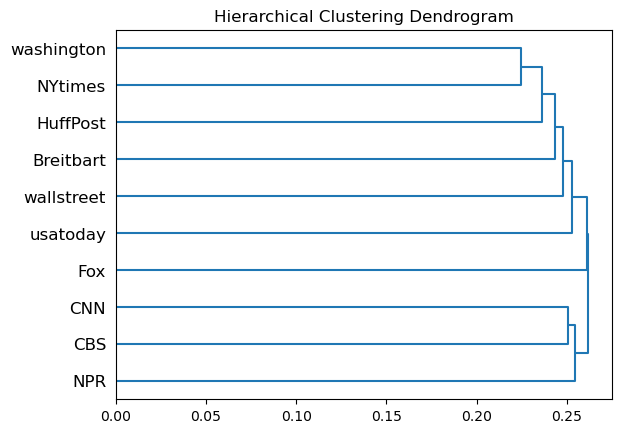 Hierarchical Clustering Dendrogram
washington
NYtimes
HuffPost
Breitbart
wallstreet
usatoday
Fox
CNN
CBS
NPR
0.00 0.05 0.10 0.15 0.20 0.25